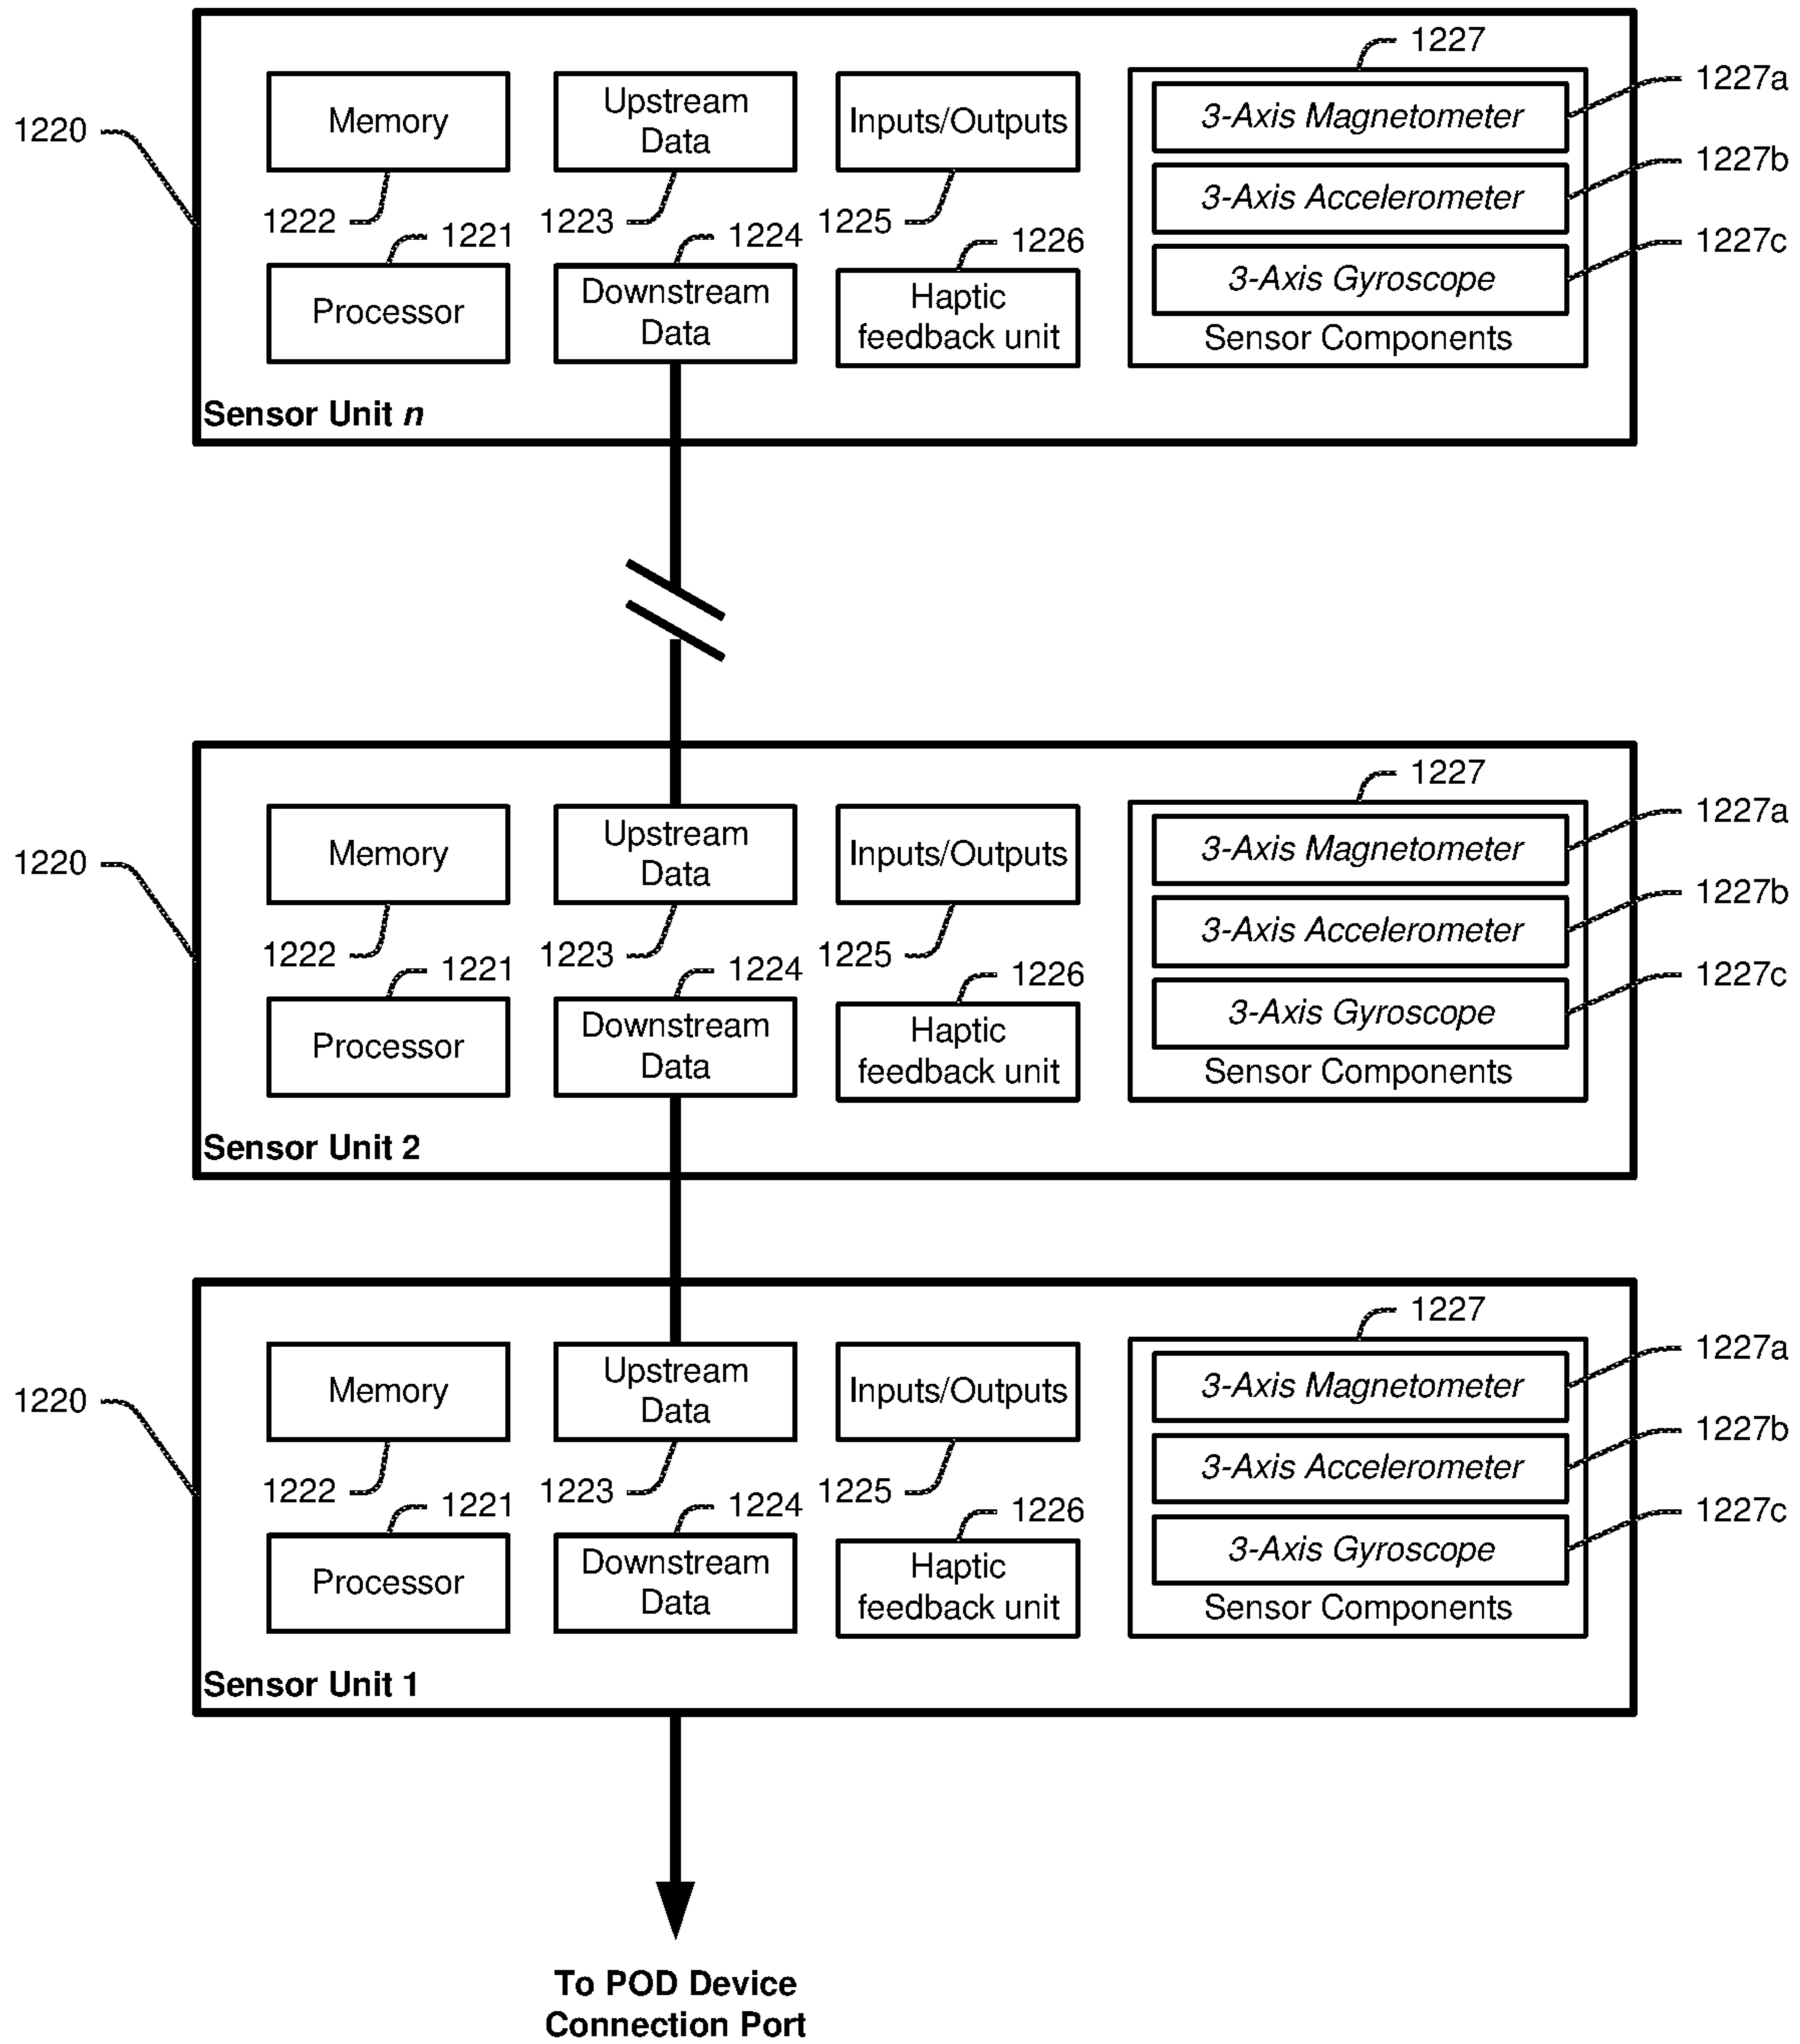 1227
1227a
3-Axis Magnetometer
Memory
Upstream
Data
Inputs/Outputs
1220
1227b
3-Axis Accelerometer
1222
1223
1225
1221
1224
1226
1227c
3-Axis Gyroscope
Processor
Downstream
Data
Haptic
feedback unit
Sensor Components
Sensor Unit n
1227
1227a
3-Axis Magnetometer
Memory
Upstream
Data
Inputs/Outputs
1220
1227b
3-Axis Accelerometer
1222
1223
1225
1221
1224
1226
1227c
3-Axis Gyroscope
Processor
Downstream
Data
Haptic
feedback unit
Sensor Components
Sensor Unit 2
1227
1227a
3-Axis Magnetometer
Memory
Upstream
Data
Inputs/Outputs
1220
1227b
3-Axis Accelerometer
1222
1223
1225
1221
1224
1226
1227c
3-Axis Gyroscope
Processor
Downstream
Data
Haptic
feedback unit
Sensor Components
Sensor Unit 1
To POD Device
Connection Port